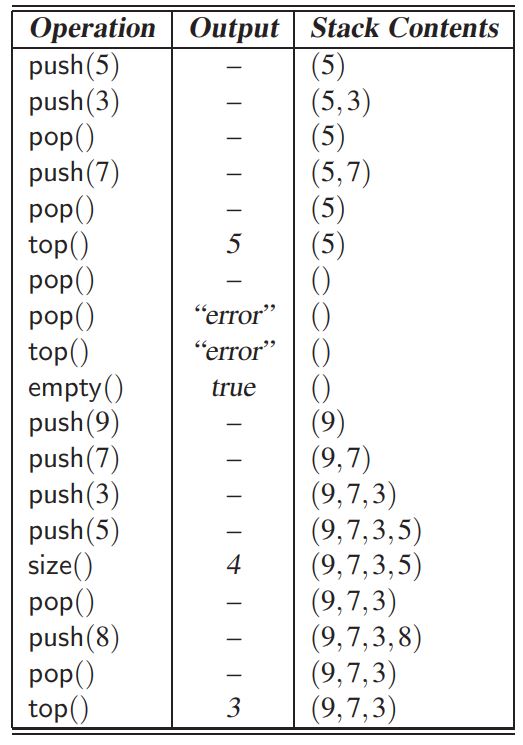 Operation Output Stack Contents
push(5) – (5)
push(3) – (5,3)
pop() – (5)
push(7) – (5,7)
pop() – (5)
top() 5 (5)
pop() – ()
pop() “error” ()
top() “error” ()
empty() true ()
push(9) – (9)
push(7) – (9,7)
push(3) – (9,7,3)
push(5) – (9,7,3,5)
size() 4 (9,7,3,5)
pop() – (9,7,3)
push(8) – (9,7,3,8)
pop() – (9,7,3)
top() 3 (9,7,3)